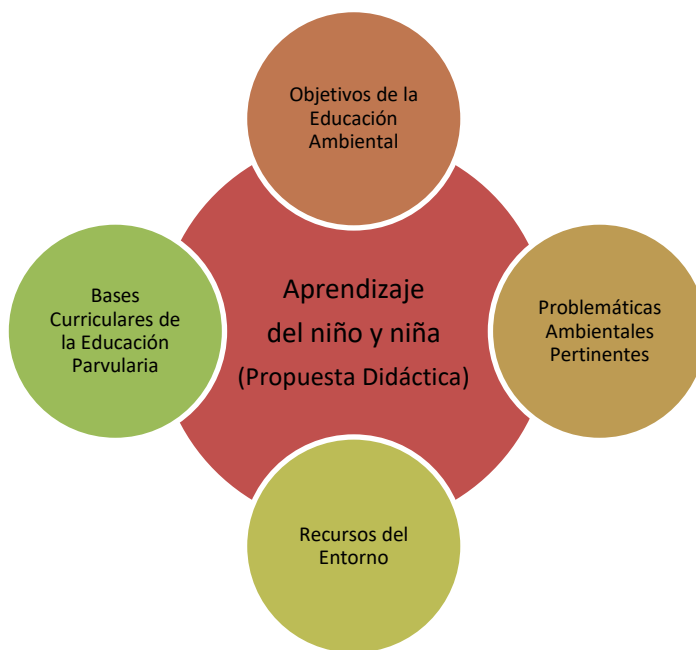 Objetivos de la
Educación
Ambiental
Bases
Curriculares de
la Educación
Parvularia
Aprendizaje
del niño y niña
(Propuesta Didáctica)
Problemáticas
Ambientales
Pertinentes
Recursos del
Entorno